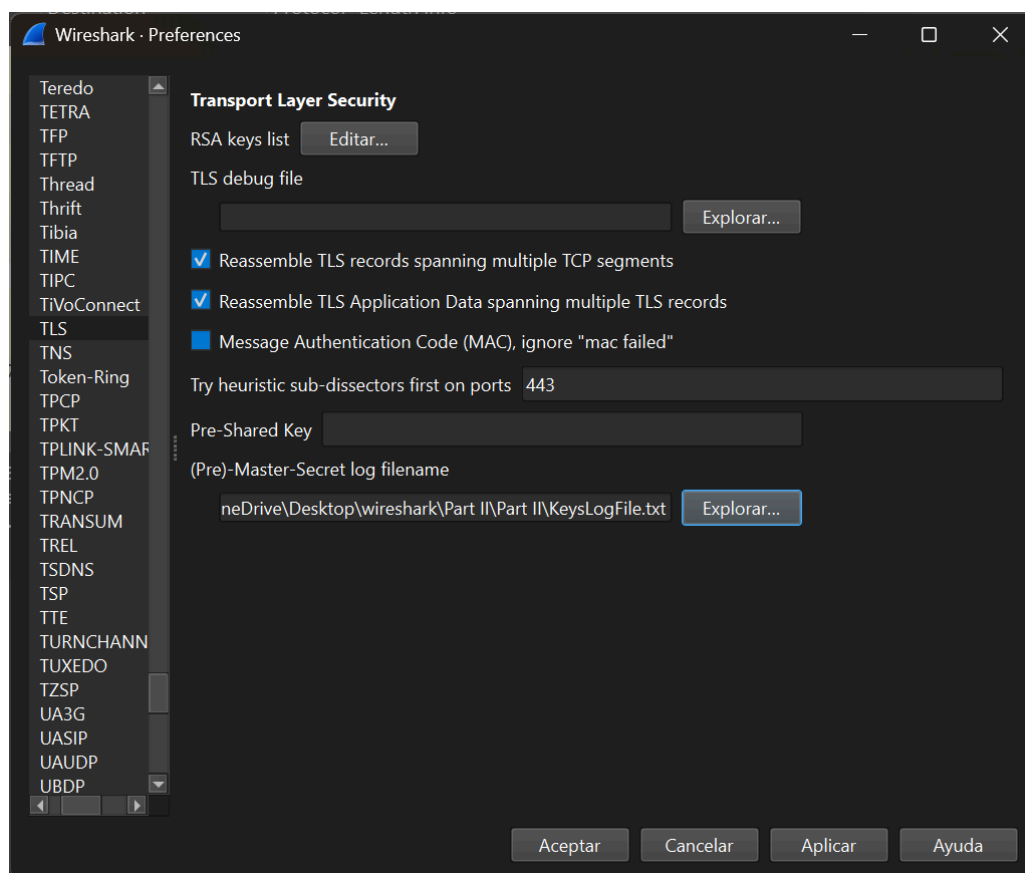 Wireshark · Preferences
Teredo
TETRA
TFP
TFTP
Thread
Thrift
Tibia
TIME
TIPC
TiVoConnect
TLS
TNS
Token-Ring
TPCP
TPKT
TPLINK-SMAR
TPM2.0
TPNCP
TRANSUM
TREL
TSDNS
TSP
TTE
TURNCHANN
TUXEDO
TZSP
UA3G
UASIP
UAUDP
UBDP
Transport Layer Security
RSA keys list Editar...
TLS debug file
Explorar...
Reassemble TLS records spanning multiple TCP segments
Reassemble TLS Application Data spanning multiple TLS records
Message Authentication Code (MAC), ignore "mac failed"
Try heuristic sub-dissectors first on ports 443
Pre-Shared Key
(Pre)-Master-Secret log filename
neDrive\Desktop\wireshark\Part II\Part II\KeysLogFile.txt Explorar...
Aceptar Cancelar Aplicar Ayuda